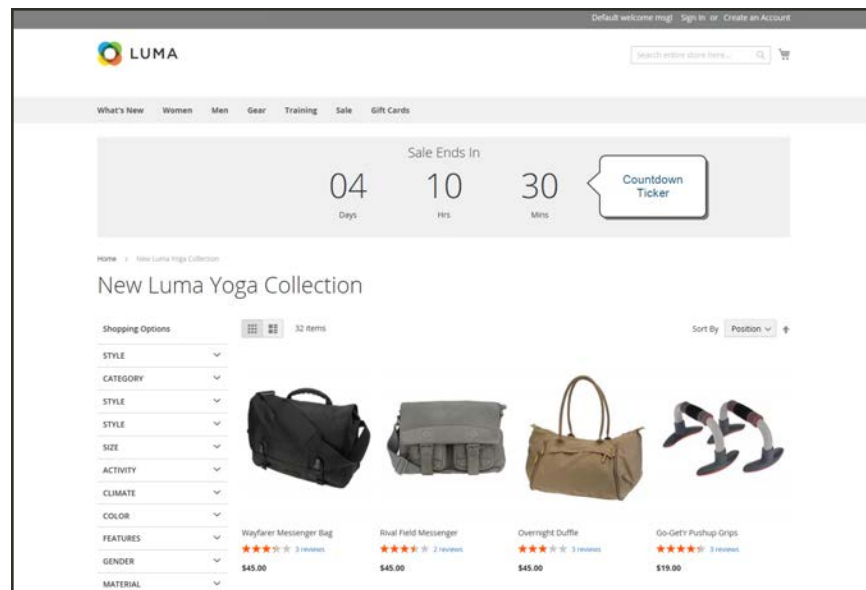 Default welcome msg! Sign In or Create an Account
LUMA
Search entire store here...
What's New Women Men Gear Training Sale Gift Cards
Sale Ends In
04 10 30
Days Hrs Mins
Countdown
Ticker
Home > New Luma Yoga Collection
New Luma Yoga Collection
Shopping Options
32 items
Sort By Position
STYLE
CATEGORY
STYLE
STYLE
SIZE
ACTIVITY
CLIMATE
COLOR
FEATURES
GENDER
MATERIAL
Wayfarer Messenger Bag
3 reviews
$45.00
Rival Field Messenger
2 reviews
$45.00
Overnight Duffle
3 reviews
$45.00
Go-Get'r Pushup Grips
3 reviews
$19.00